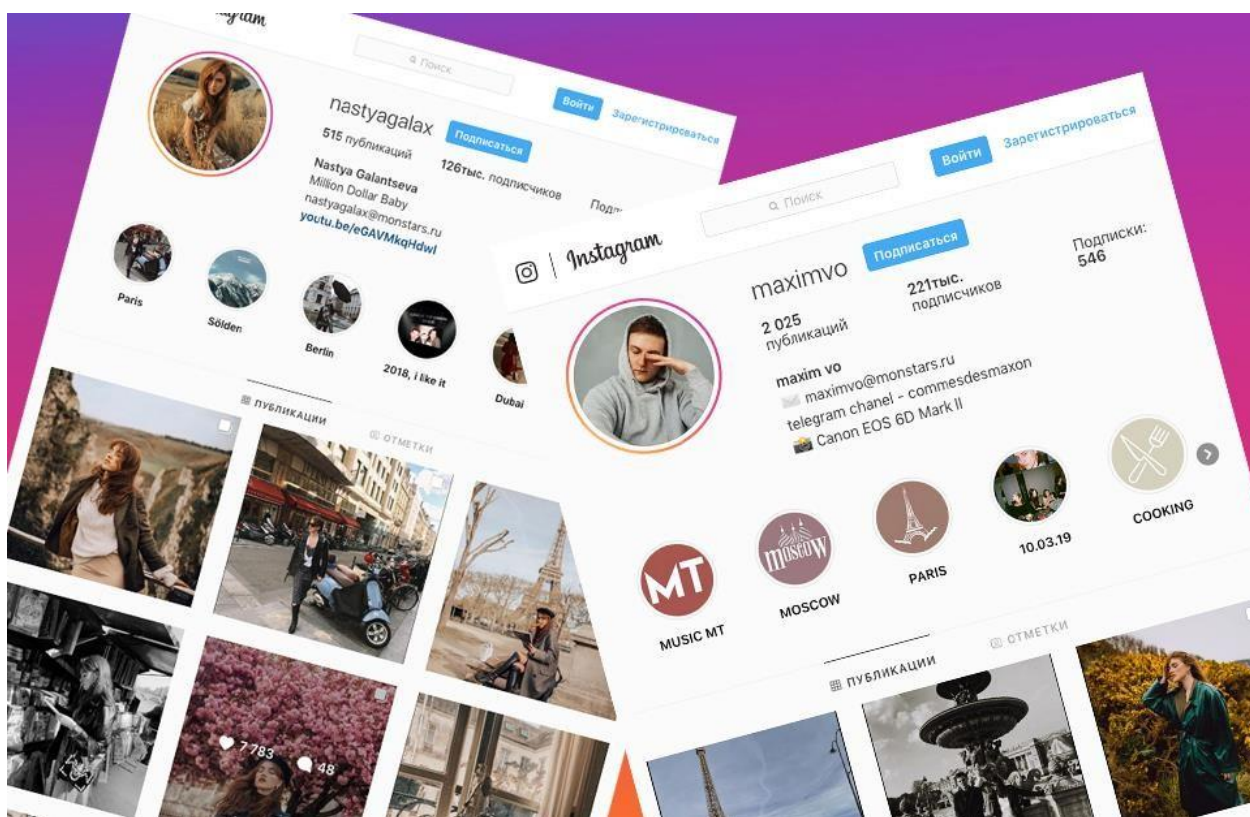 Поиск
Войти
Зарегистрироваться
nastyagalax
Подписаться
515 публикаций
126тыс. подписчиков
Nastya Galantseva
Million Dollar Baby
nastyagalax@monstars.ru
youtu.be/eGAVMkqHdwI
Paris
Sölden
Berlin
2018, i like it
Dubai
ПУБЛИКАЦИИ
ОТМЕТКИ
7 783
48
Instagram
Поиск
Войти
Зарегистрироваться
maximvo
Подписаться
2 025
публикаций
221тыс.
подписчиков
Подписки:
546
maxim vo
maximvo@monstars.ru
telegram chanel - commesdesmaxon
Canon EOS 6D Mark II
MT
MUSIC MT
MOSCOW
MOSCOW
PARIS
10.03.19
COOKING
ПУБЛИКАЦИИ
ОТМЕТКИ